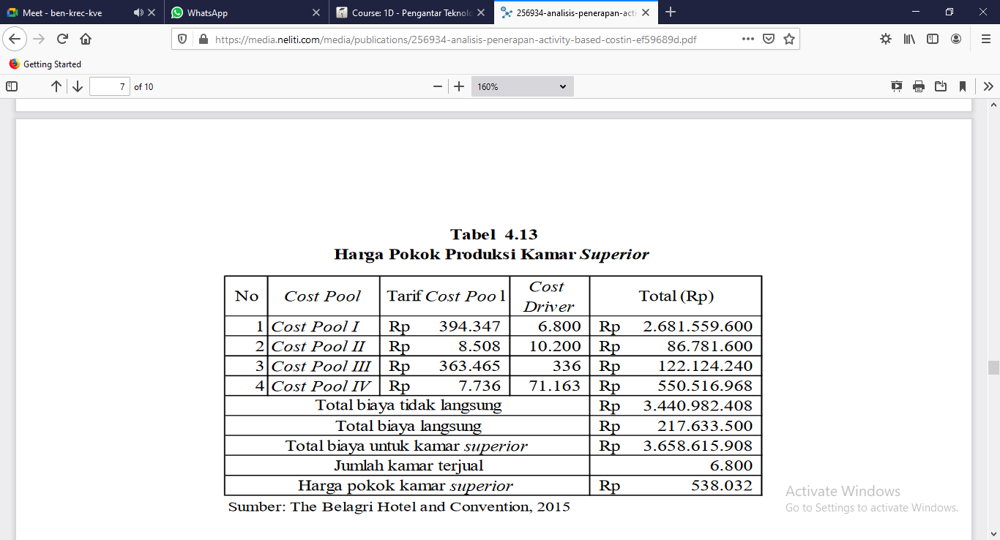 Meet - ben-krec-kve
WhatsApp
Course: 1D - Pengantar Teknolo
256934-analisis-penerapan-acti
https://media.neliti.com/media/publications/256934-analisis-penerapan-activity-based-costin-ef59689d.pdf
Getting Started
7 of 10
160%
Tabel 4.13
Harga Pokok Produksi Kamar Superior
No Cost Pool Tarif Cost Poo l Cost Driver Total (Rp)
1 Cost Pool I Rp 394.347 6.800 Rp 2.681.559.600
2 Cost Pool II Rp 8.508 10.200 Rp 86.781.600
3 Cost Pool III Rp 363.465 336 Rp 122.124.240
4 Cost Pool IV Rp 7.736 71.163 Rp 550.516.968
Total biaya tidak langsung Rp 3.440.982.408
Total biaya langsung Rp 217.633.500
Total biaya untuk kamar superior Rp 3.658.615.908
Jumlah kamar terjual 6.800
Harga pokok kamar superior Rp 538.032
Sumber: The Belagri Hotel and Convention, 2015
Activate Windows
Go to Settings to activate Windows.